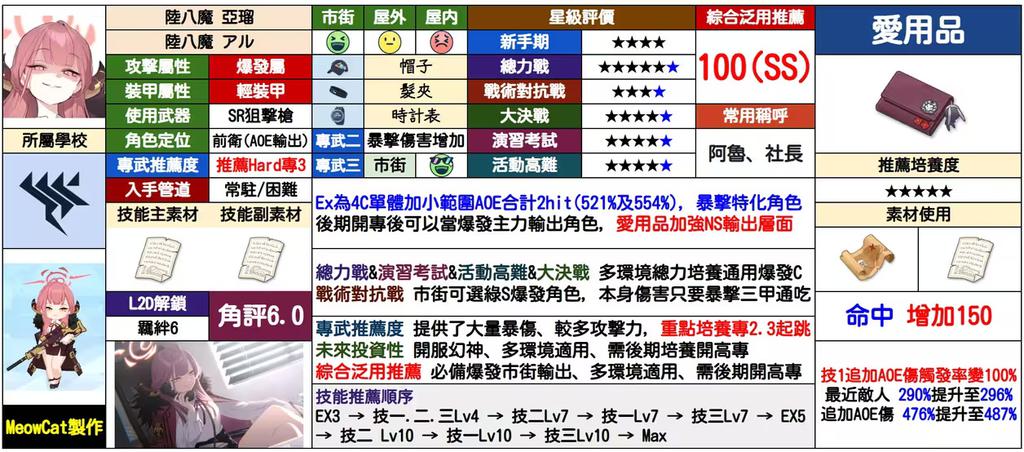 陸八魔 亞瑠
陸八魔 アル
攻擊屬性 爆發屬
裝甲屬性 輕裝甲
使用武器 SR狙擊槍
所屬學校
角色定位 前衛(AOE輸出)
專武推薦度 推薦Hard專3
入手管道 常駐/困難
技能主素材 技能副素材
L2D解鎖
羈絆6
角評6.0
MeowCat製作
市街 屋外 屋内
帽子
髮夾
時計表
專武二 暴擊傷害增加
專武三 市街
星級評價
新手期 ★★★★
總力戰 ★★★★★★
戰術對抗戰 ★★★★
大決戰 ★★★★★
演習考試 ★★★★★
活動高難 ★★★★★
綜合泛用推薦
100(SS)
常用稱呼
阿魯、社長
Ex為4C單體加小範圍AOE合計2hit(521%及554%), 暴擊特化角色
後期開專後可以當爆發主力輸出角色, 愛用品加強NS輸出層面
總力戰&演習考試&活動高難&大決戰 多環境總力培養通用爆發C
戰術對抗戰 市街可選綠S爆發角色, 本身傷害只要暴擊三甲通吃
專武推薦度 提供了大量暴傷、較多攻擊力, 重點培養專2.3起跳
未來投資性 開服幻神、多環境適用、需後期培養開高專
綜合泛用推薦 必備爆發市街輸出、多環境適用、需後期培養開高專
技能推薦順序
EX3 → 技一.二.三Lv4 → 技二Lv7 → 技一Lv7 → 技三Lv7 → EX5
→ 技二 Lv10 → 技一Lv10 → 技三Lv10 → Max
愛用品
推薦培養度
★★★★★
素材使用
命中 增加150
技1追加AOE傷觸發率變100%
最近敵人 290%提升至296%
追加AOE傷 476%提升至487%